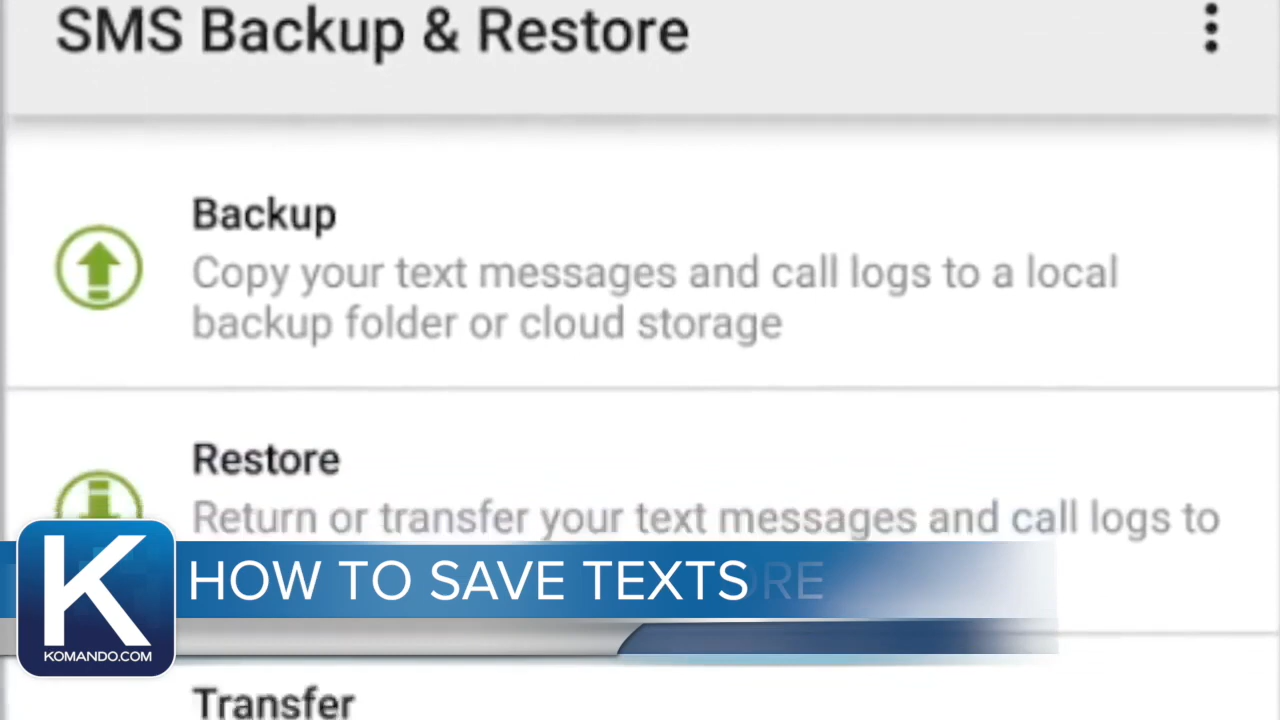 SMS Backup & Restore
Backup
Copy your text messages and call logs to a local
backup folder or cloud storage
Restore
Return or transfer your text messages and call logs to
HOW TO SAVE TEXTS
KOMANDO.COM
Transfer